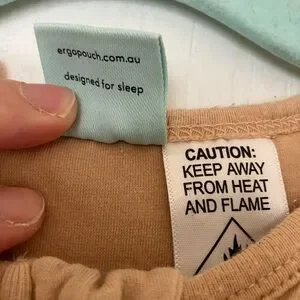 ergopouch.com.au
designed for sleep
CAUTION:
KEEP AWAY
FROM HEAT
AND FLAME